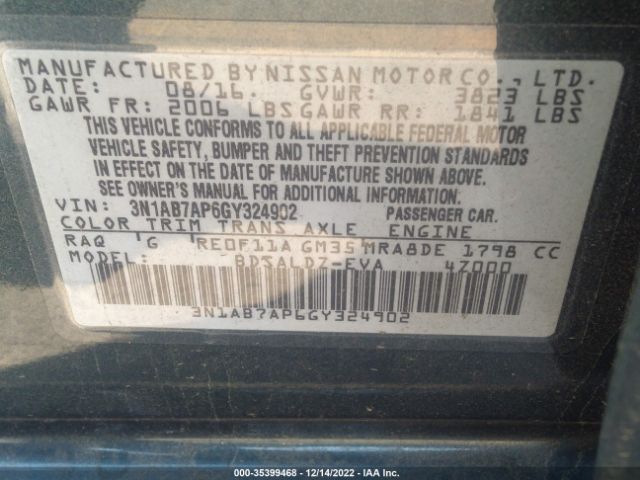 MANUFACTURED BY NISSAN MOTOR CO., LTD.
DATE: 08/16. GVWR: 3823 LBS
GAWR FR: 2006 LBS GAWR RR: 1841 LBS
THIS VEHICLE CONFORMS TO ALL APPLICABLE FEDERAL MOTOR
VEHICLE SAFETY, BUMPER AND THEFT PREVENTION STANDARDS
IN EFFECT ON THE DATE OF MANUFACTURE SHOWN ABOVE.
SEE OWNER'S MANUAL FOR ADDITIONAL INFORMATION.
VIN: 3N1AB7AP6GY324902 PASSENGER CAR.
COLOR TRIM TRANS AXLE ENGINE
RAQ G RE0F11A GM35 MRA8DE 1798 CC
MODEL: BDSALDZ-EVA 4Z000
3N1AB7AP6GY324902
000-35399468 - 12/14/2022 - IAA Inc.